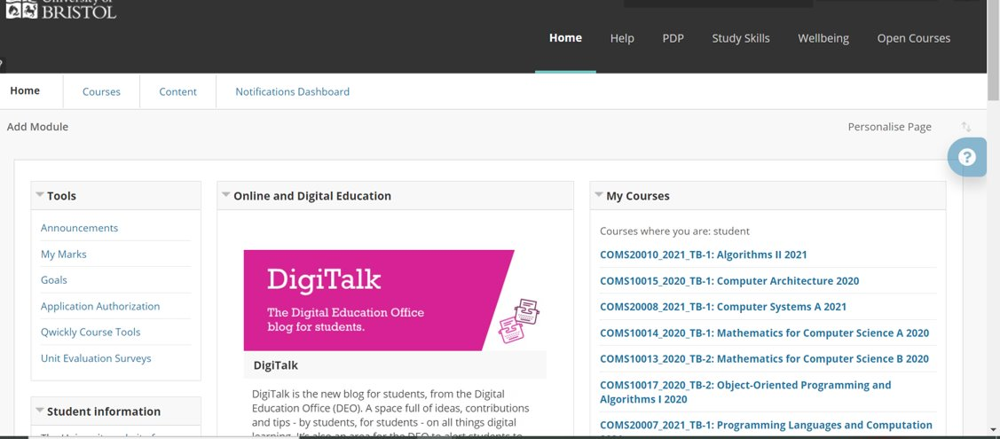 BRISTOL
Home
Help
PDP
Study Skills
Wellbeing
Open Courses
Home
Courses
Content
Notifications Dashboard
Add Module
Personalise Page
?
Tools
Announcements
My Marks
Goals
Application Authorization
Qwickly Course Tools
Unit Evaluation Surveys
Student information
Online and Digital Education
DigiTalk
The Digital Education Office
blog for students.
DigiTalk
DigiTalk is the new blog for students, from the Digital
Education Office (DEO). A space full of ideas, contributions
and tips - by students, for students - on all things digital
learning. It's also an area for the DEO to alert students to
My Courses
Courses where you are: student
COMS20010_2021_TB-1: Algorithms II 2021
COMS10015_2020_TB-1: Computer Architecture 2020
COMS20008_2021_TB-1: Computer Systems A 2021
COMS10014_2020_TB-1: Mathematics for Computer Science A 2020
COMS10013_2020_TB-2: Mathematics for Computer Science B 2020
COMS10017_2020_TB-2: Object-Oriented Programming and
Algorithms I 2020
COMS20007_2021_TB-1: Programming Languages and Computation